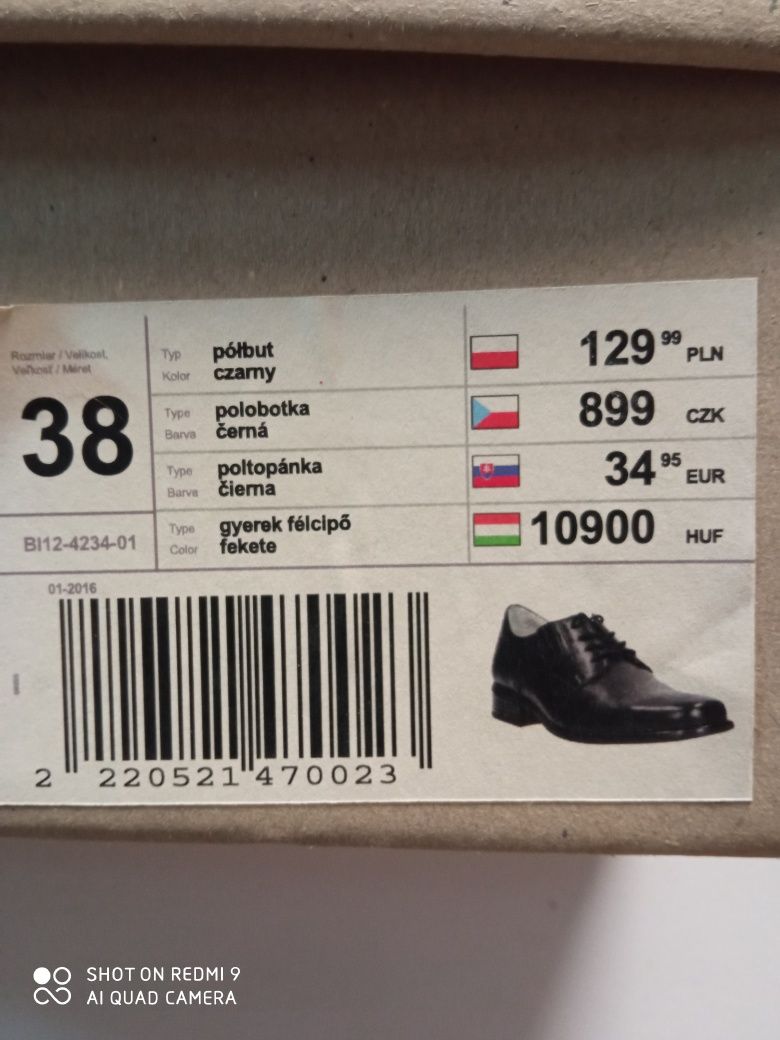 Rozmiar / Velikost,
Veľkosť / Méret
38
BI12-4234-01
Typ półbut
Kolor czarny
129 99 PLN
Type polobotka
Barva černá
899 CZK
Type poltopánka
Barva čierna
34 95 EUR
Type gyerek félcipő
Color fekete
10900 HUF
01-2016
2 220521 470023
SHOT ON REDMI 9
AI QUAD CAMERA